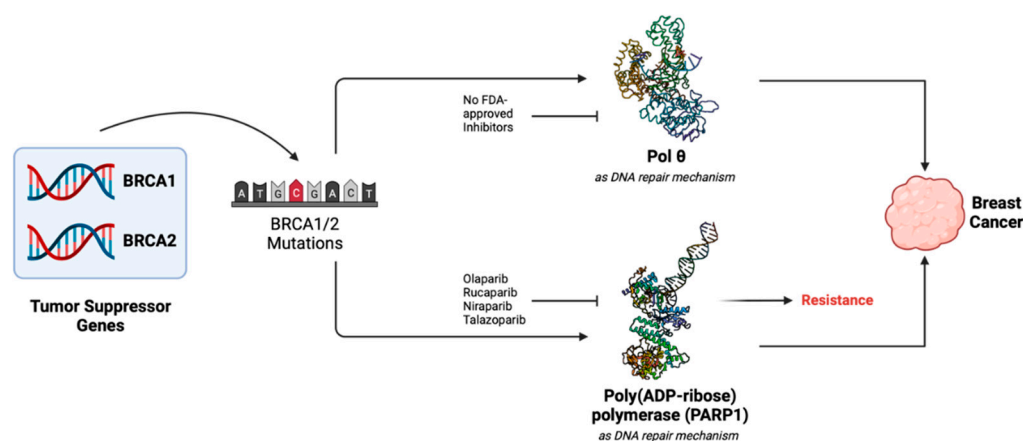 BRCA1
BRCA2
Tumor Suppressor
Genes
A T G C G A C T
BRCA1/2
Mutations
No FDA-
approved
Inhibitors
Pol θ
as DNA repair mechanism
Olaparib
Rucaparib
Niraparib
Talazoparib
Resistance
Poly(ADP-ribose)
polymerase (PARP1)
as DNA repair mechanism
Breast
Cancer